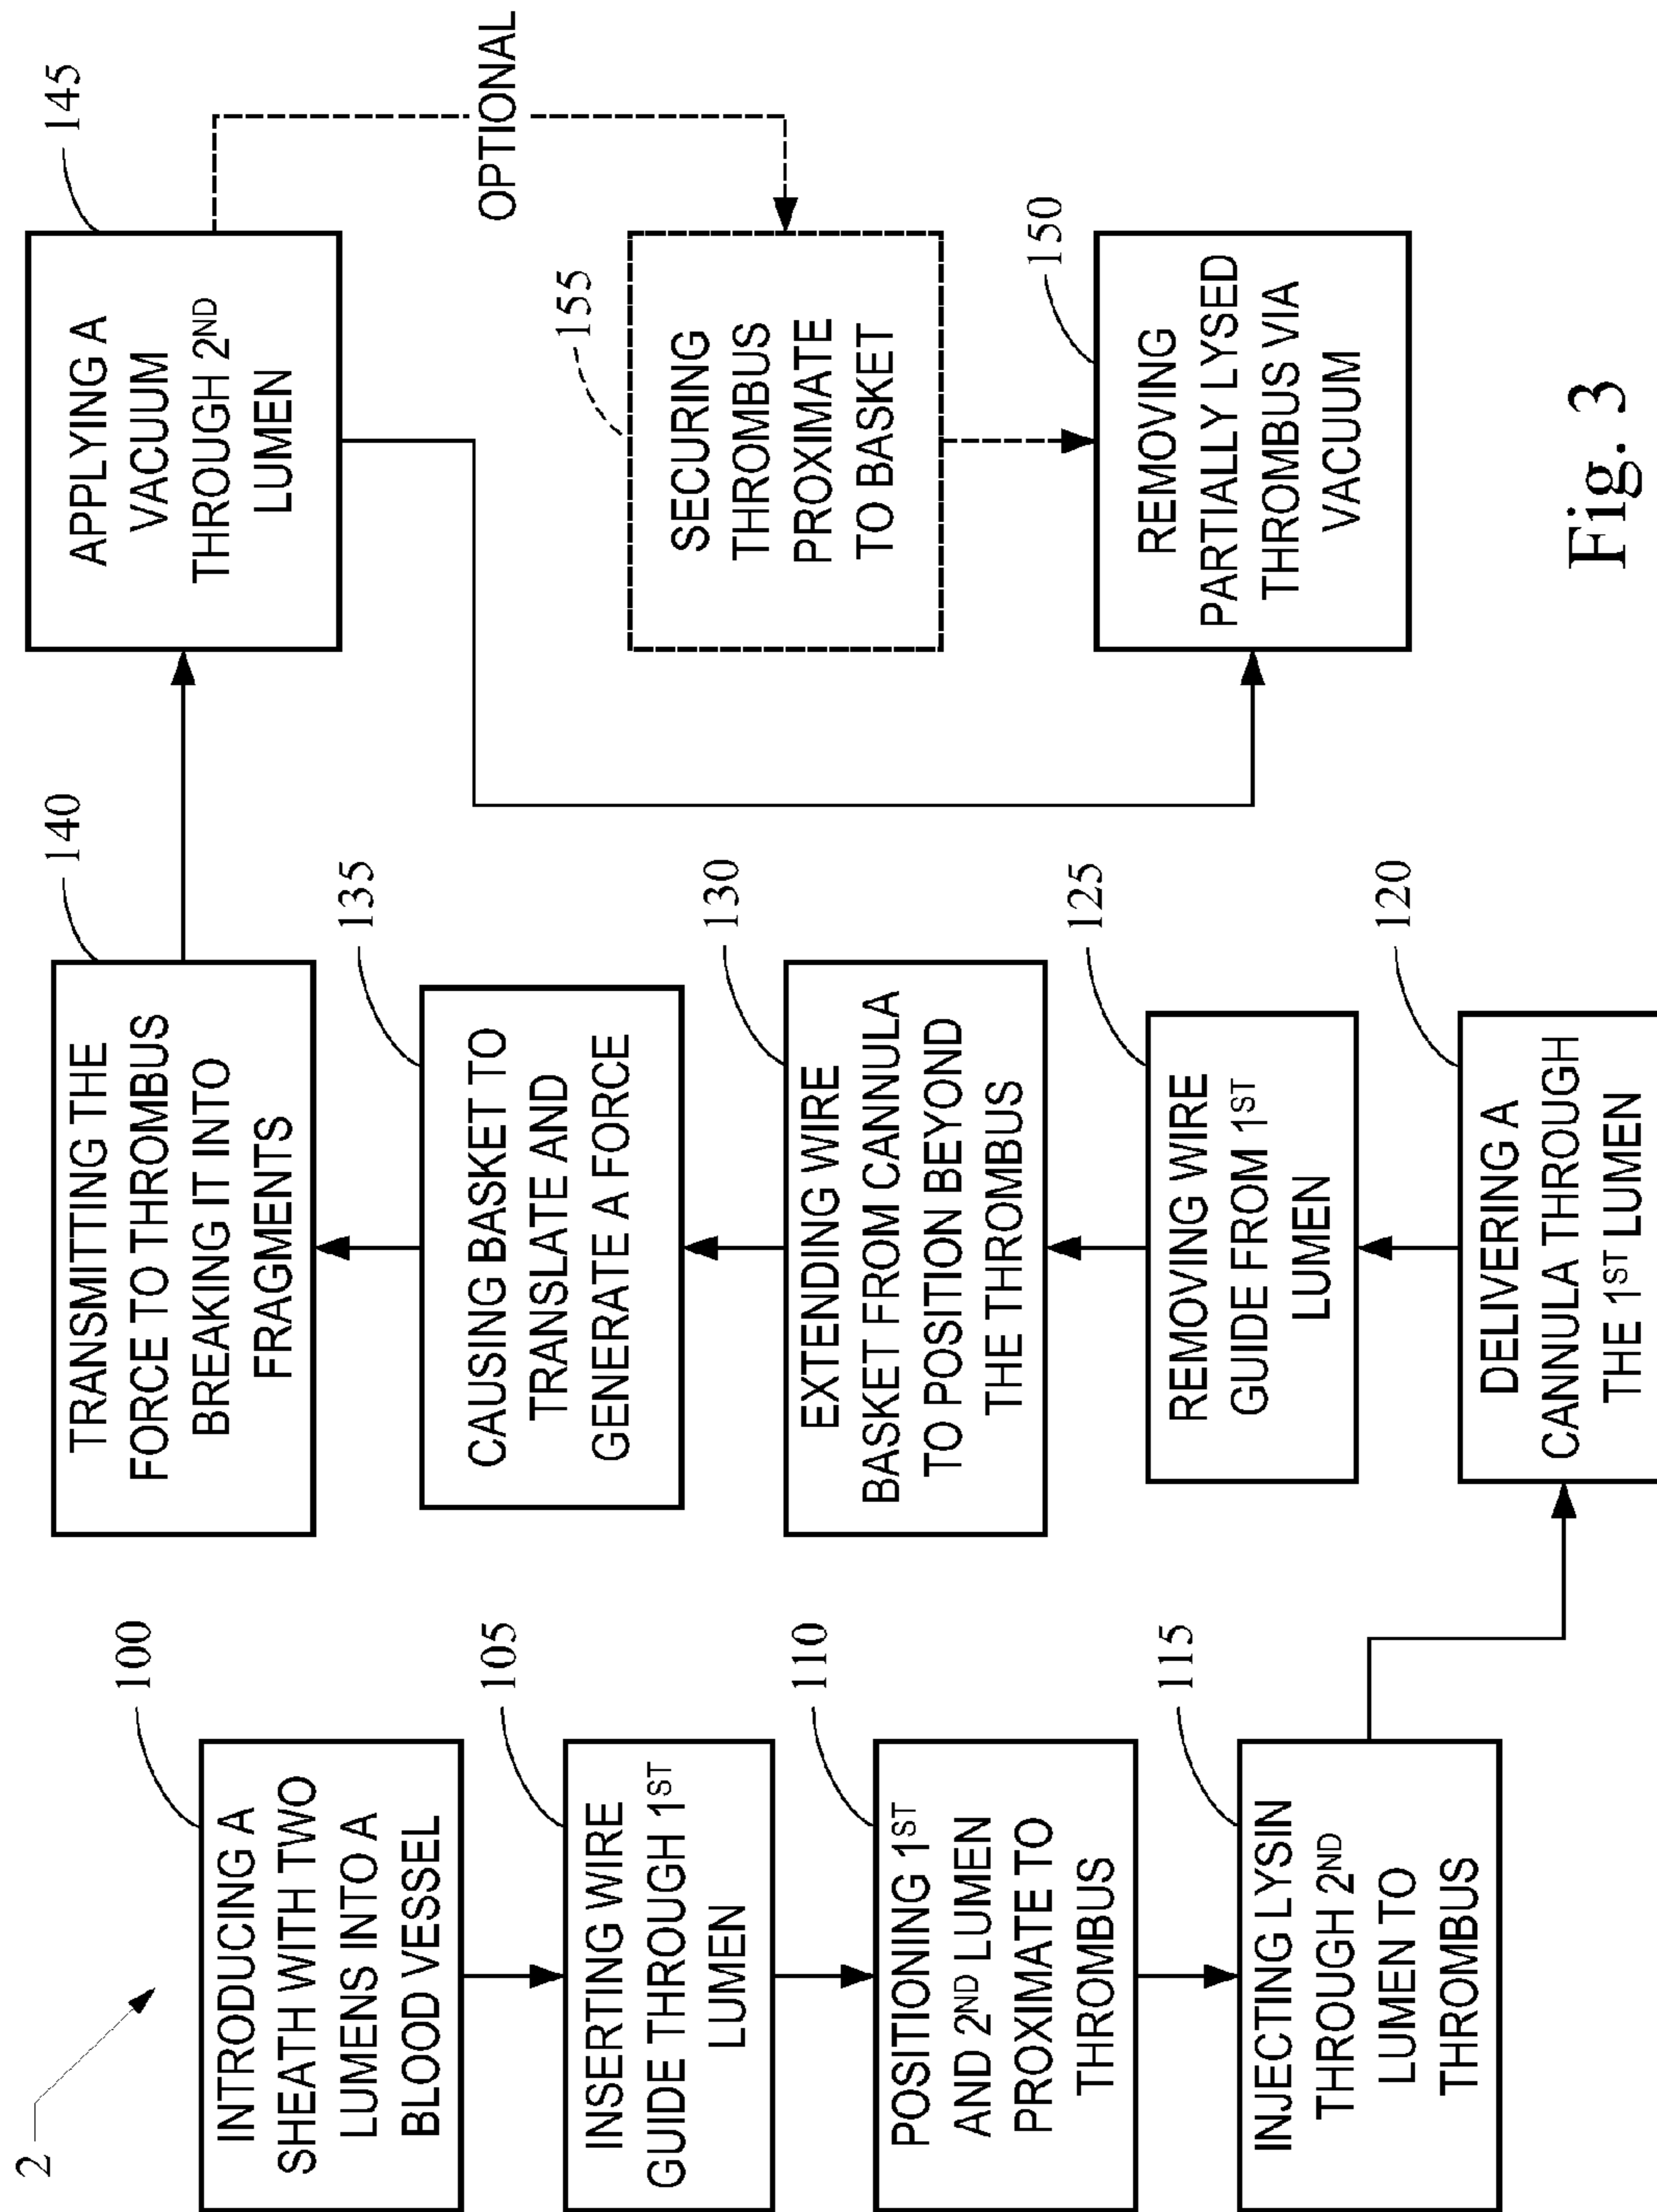 2
100
INTRODUCING A
SHEATH WITH TWO
LUMENS INTO A
BLOOD VESSEL
105
INSERTING WIRE
GUIDE THROUGH 1ST
LUMEN
110
POSITIONING 1ST
AND 2ND LUMEN
PROXIMATE TO
THROMBUS
115
INJECTING LYSIN
THROUGH 2ND
LUMEN TO
THROMBUS
120
DELIVERING A
CANNULA THROUGH
THE 1ST LUMEN
125
REMOVING WIRE
GUIDE FROM 1ST
LUMEN
130
EXTENDING WIRE
BASKET FROM CANNULA
TO POSITION BEYOND
THE THROMBUS
135
CAUSING BASKET TO
TRANSLATE AND
GENERATE A FORCE
140
TRANSMITTING THE
FORCE TO THROMBUS
BREAKING IT INTO
FRAGMENTS
145
APPLYING A
VACUUM
THROUGH 2ND
LUMEN
OPTIONAL
155
SECURING
THROMBUS
PROXIMATE
TO BASKET
150
REMOVING
PARTIALLY LYSED
THROMBUS VIA
VACUUM
Fig. 3